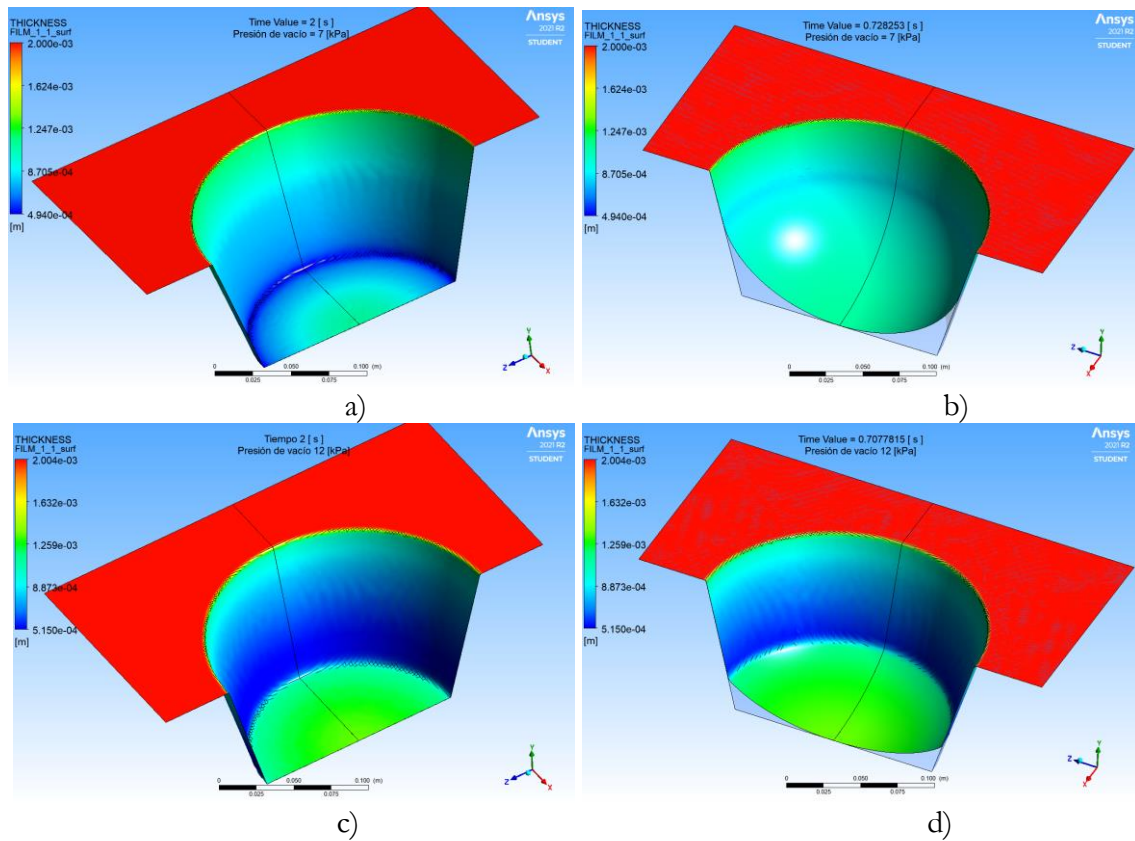 THICKNESS
FILM_1_1_surf
2.000e-03
1.624e-03
1.247e-03
8.705e-04
4.940e-04
[m]
Time Value = 2 [ s ]
Presión de vacío = 7 [kPa]
Ansys
2021 R2
STUDENT
0 0.050 0.100 (m)
0.025 0.075
Y
Z
X
a)
THICKNESS
FILM_1_1_surf
2.000e-03
1.624e-03
1.247e-03
8.705e-04
4.940e-04
[m]
Time Value = 0.728253 [ s ]
Presión de vacío = 7 [kPa]
Ansys
2021 R2
STUDENT
0 0.050 0.100 (m)
0.025 0.075
Y
Z
X
b)
THICKNESS
FILM_1_1_surf
2.004e-03
1.632e-03
1.259e-03
8.873e-04
5.150e-04
[m]
Tiempo 2 [ s ]
Presión de vacío 12 [kPa]
Ansys
2021 R2
STUDENT
0 0.050 0.100 (m)
0.025 0.075
Y
Z
X
c)
THICKNESS
FILM_1_1_surf
2.004e-03
1.632e-03
1.259e-03
8.873e-04
5.150e-04
[m]
Time Value = 0.7077815 [ s ]
Presión de vacío 12 [kPa]
Ansys
2021 R2
STUDENT
0 0.050 0.100 (m)
0.025 0.075
Y
Z
X
d)